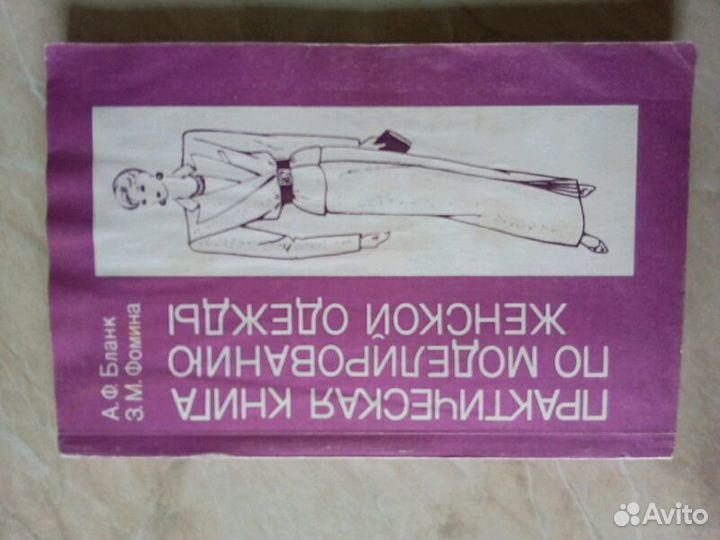 А.Ф. Бланк
З.М. Фомина
ПРАКТИЧЕСКАЯ КНИГА
ПО МОДЕЛИРОВАНИЮ
ЖЕНСКОЙ ОДЕЖДЫ
Avito